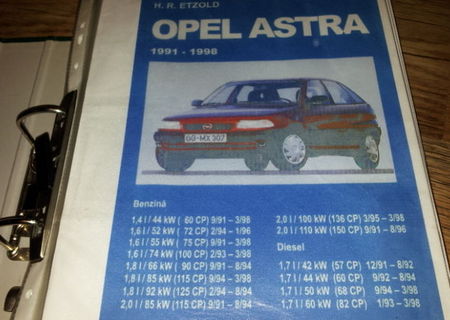 H. R. ETZOLD
OPEL ASTRA
1991 - 1998
GG-MX 307
Benzină
1,4 l / 44 kW ( 60 CP) 9/91 – 3/98
1,6 l / 52 kW ( 72 CP) 2/94 – 1/96
1,6 l / 55 kW ( 75 CP) 9/91 – 3/98
1,6 l / 74 kW (100 CP) 2/93 – 3/98
1,8 l / 66 kW ( 90 CP) 9/91 – 8/94
1,8 l / 85 kW (115 CP) 9/94 – 3/98
1,8 l / 92 kW (125 CP) 2/94 – 8/94
2,0 l / 85 kW (115 CP) 9/91 – 8/94
2,0 l / 100 kW (136 CP) 3/95 – 3/98
2,0 l / 110 kW (150 CP) 9/91 – 8/96
Diesel
1,7 l / 42 kW (57 CP) 12/91 – 8/92
1,7 l / 44 kW (60 CP) 9/92 – 8/94
1,7 l / 50 kW (68 CP) 9/94 – 3/98
1,7 l / 60 kW (82 CP) 1/93 – 3/98